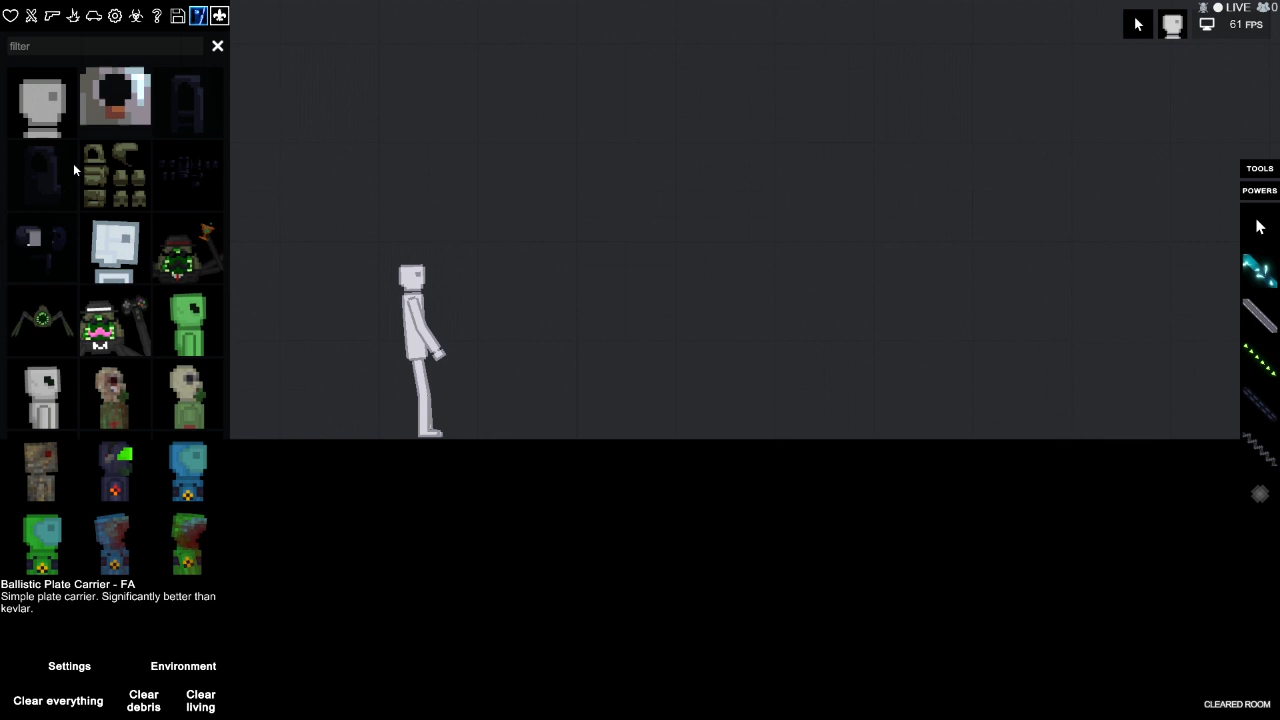 LIVE 0
61 FPS
filter
TOOLS
POWERS
Ballistic Plate Carrier - FA
Simple plate carrier. Significantly better than
kevlar.
Settings
Environment
Clear everything
Clear
debris
Clear
living
CLEARED ROOM